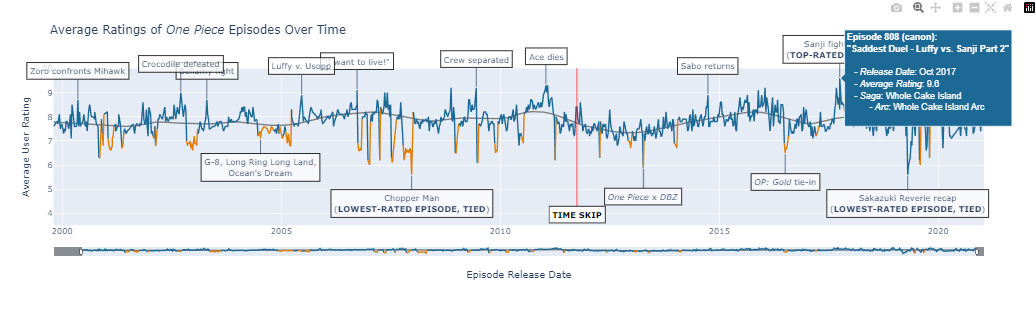 Average Ratings of One Piece Episodes Over Time
Zoro confronts Mihawk
Crocodile defeated
Bellamy fight
Luffy v. Usopp
want to live!"
Crew separated
Ace dies
Sabo returns
Sanji figh
(TOP-RATED
Episode 808 (canon):
"Saddest Duel - Luffy vs. Sanji Part 2"
- Release Date: Oct 2017
- Average Rating: 9.6
- Saga: Whole Cake Island
- Arc: Whole Cake Island Arc
Average User Rating
9
8
7
6
5
4
G-8, Long Ring Long Land,
Ocean's Dream
Chopper Man
(LOWEST-RATED EPISODE, TIED)
TIME SKIP
One Piece x DBZ
OP: Gold tie-in
Sakazuki Reverie recap
(LOWEST-RATED EPISODE, TIED)
2000
2005
2010
2015
2020
Episode Release Date